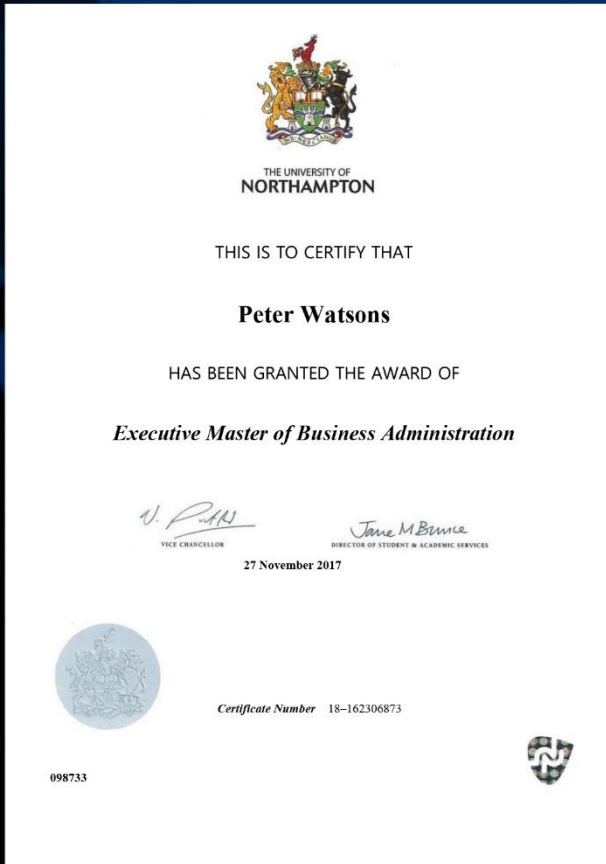 THE UNIVERSITY OF
NORTHAMPTON
THIS IS TO CERTIFY THAT
Peter Watsons
HAS BEEN GRANTED THE AWARD OF
Executive Master of Business Administration
VICE CHANCELLOR
Jane M Bunce
DIRECTOR OF STUDENT & ACADEMIC SERVICES
27 November 2017
Certificate Number 18–162306873
098733